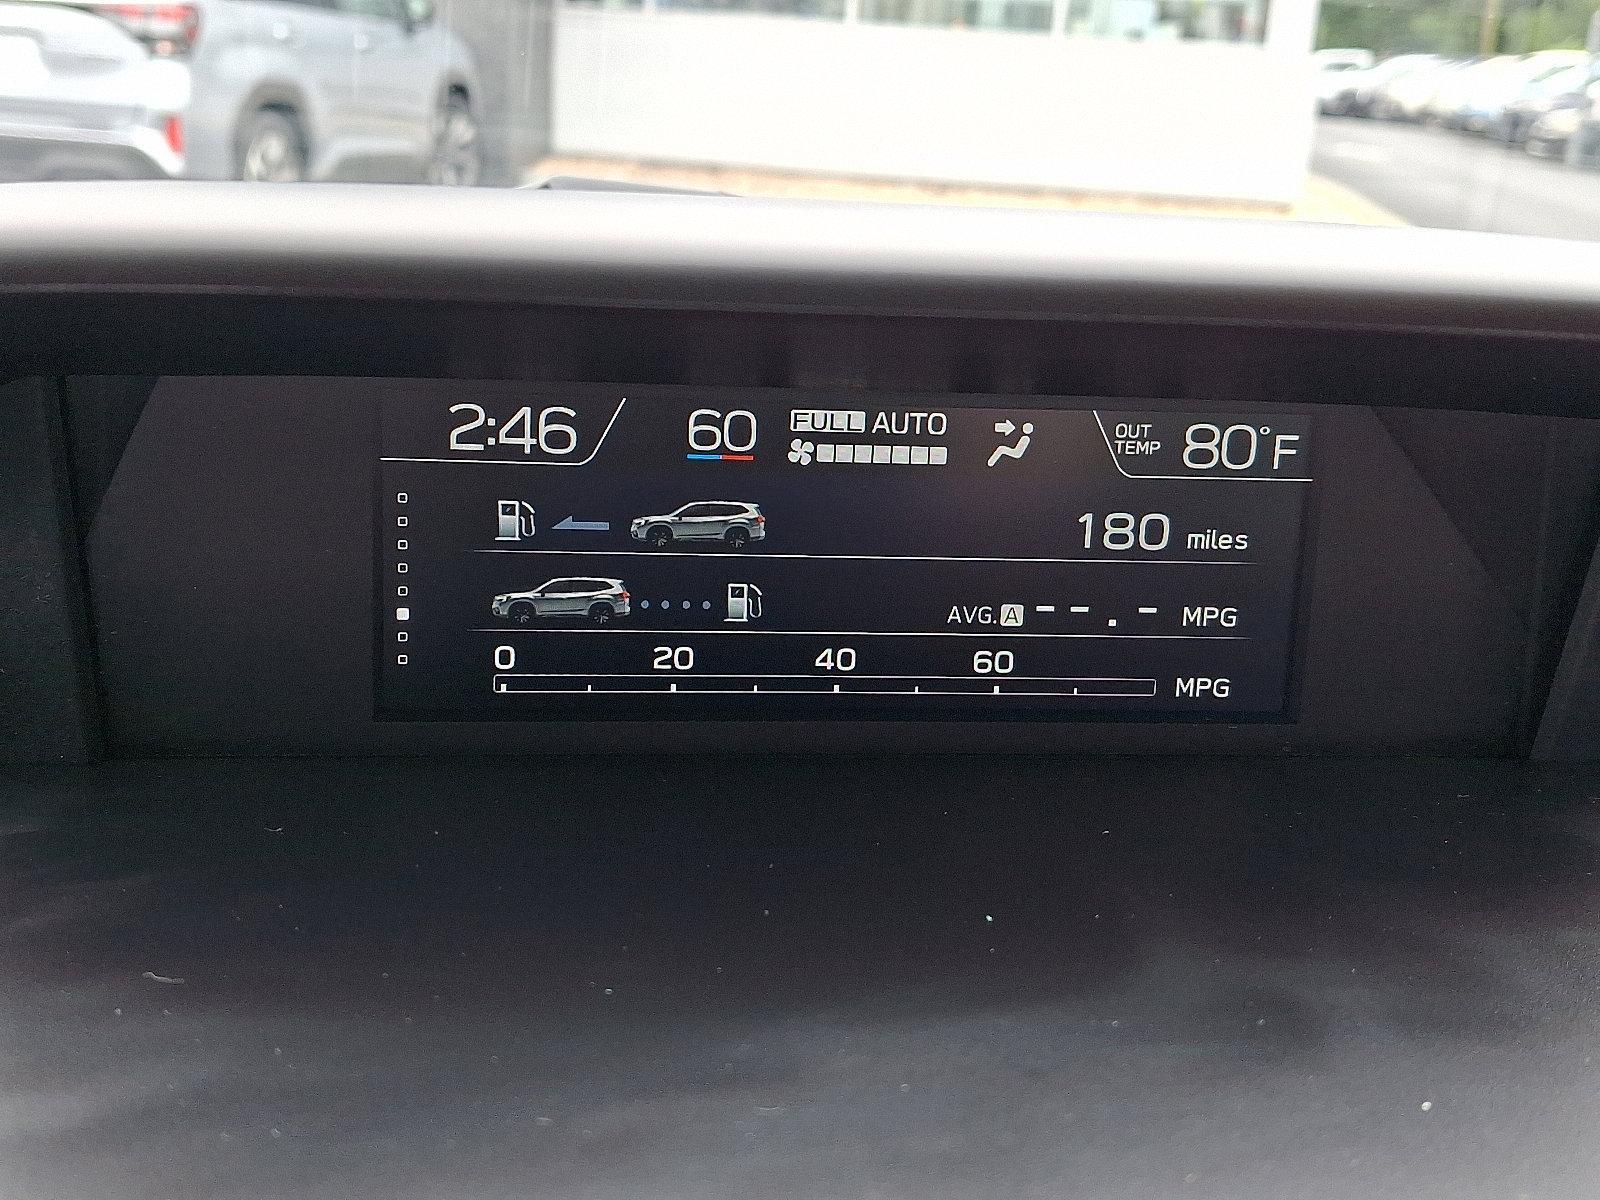 2:46 60 FULL AUTO OUT TEMP 80°F
180 miles
AVG. A --.- MPG
0 20 40 60
MPG